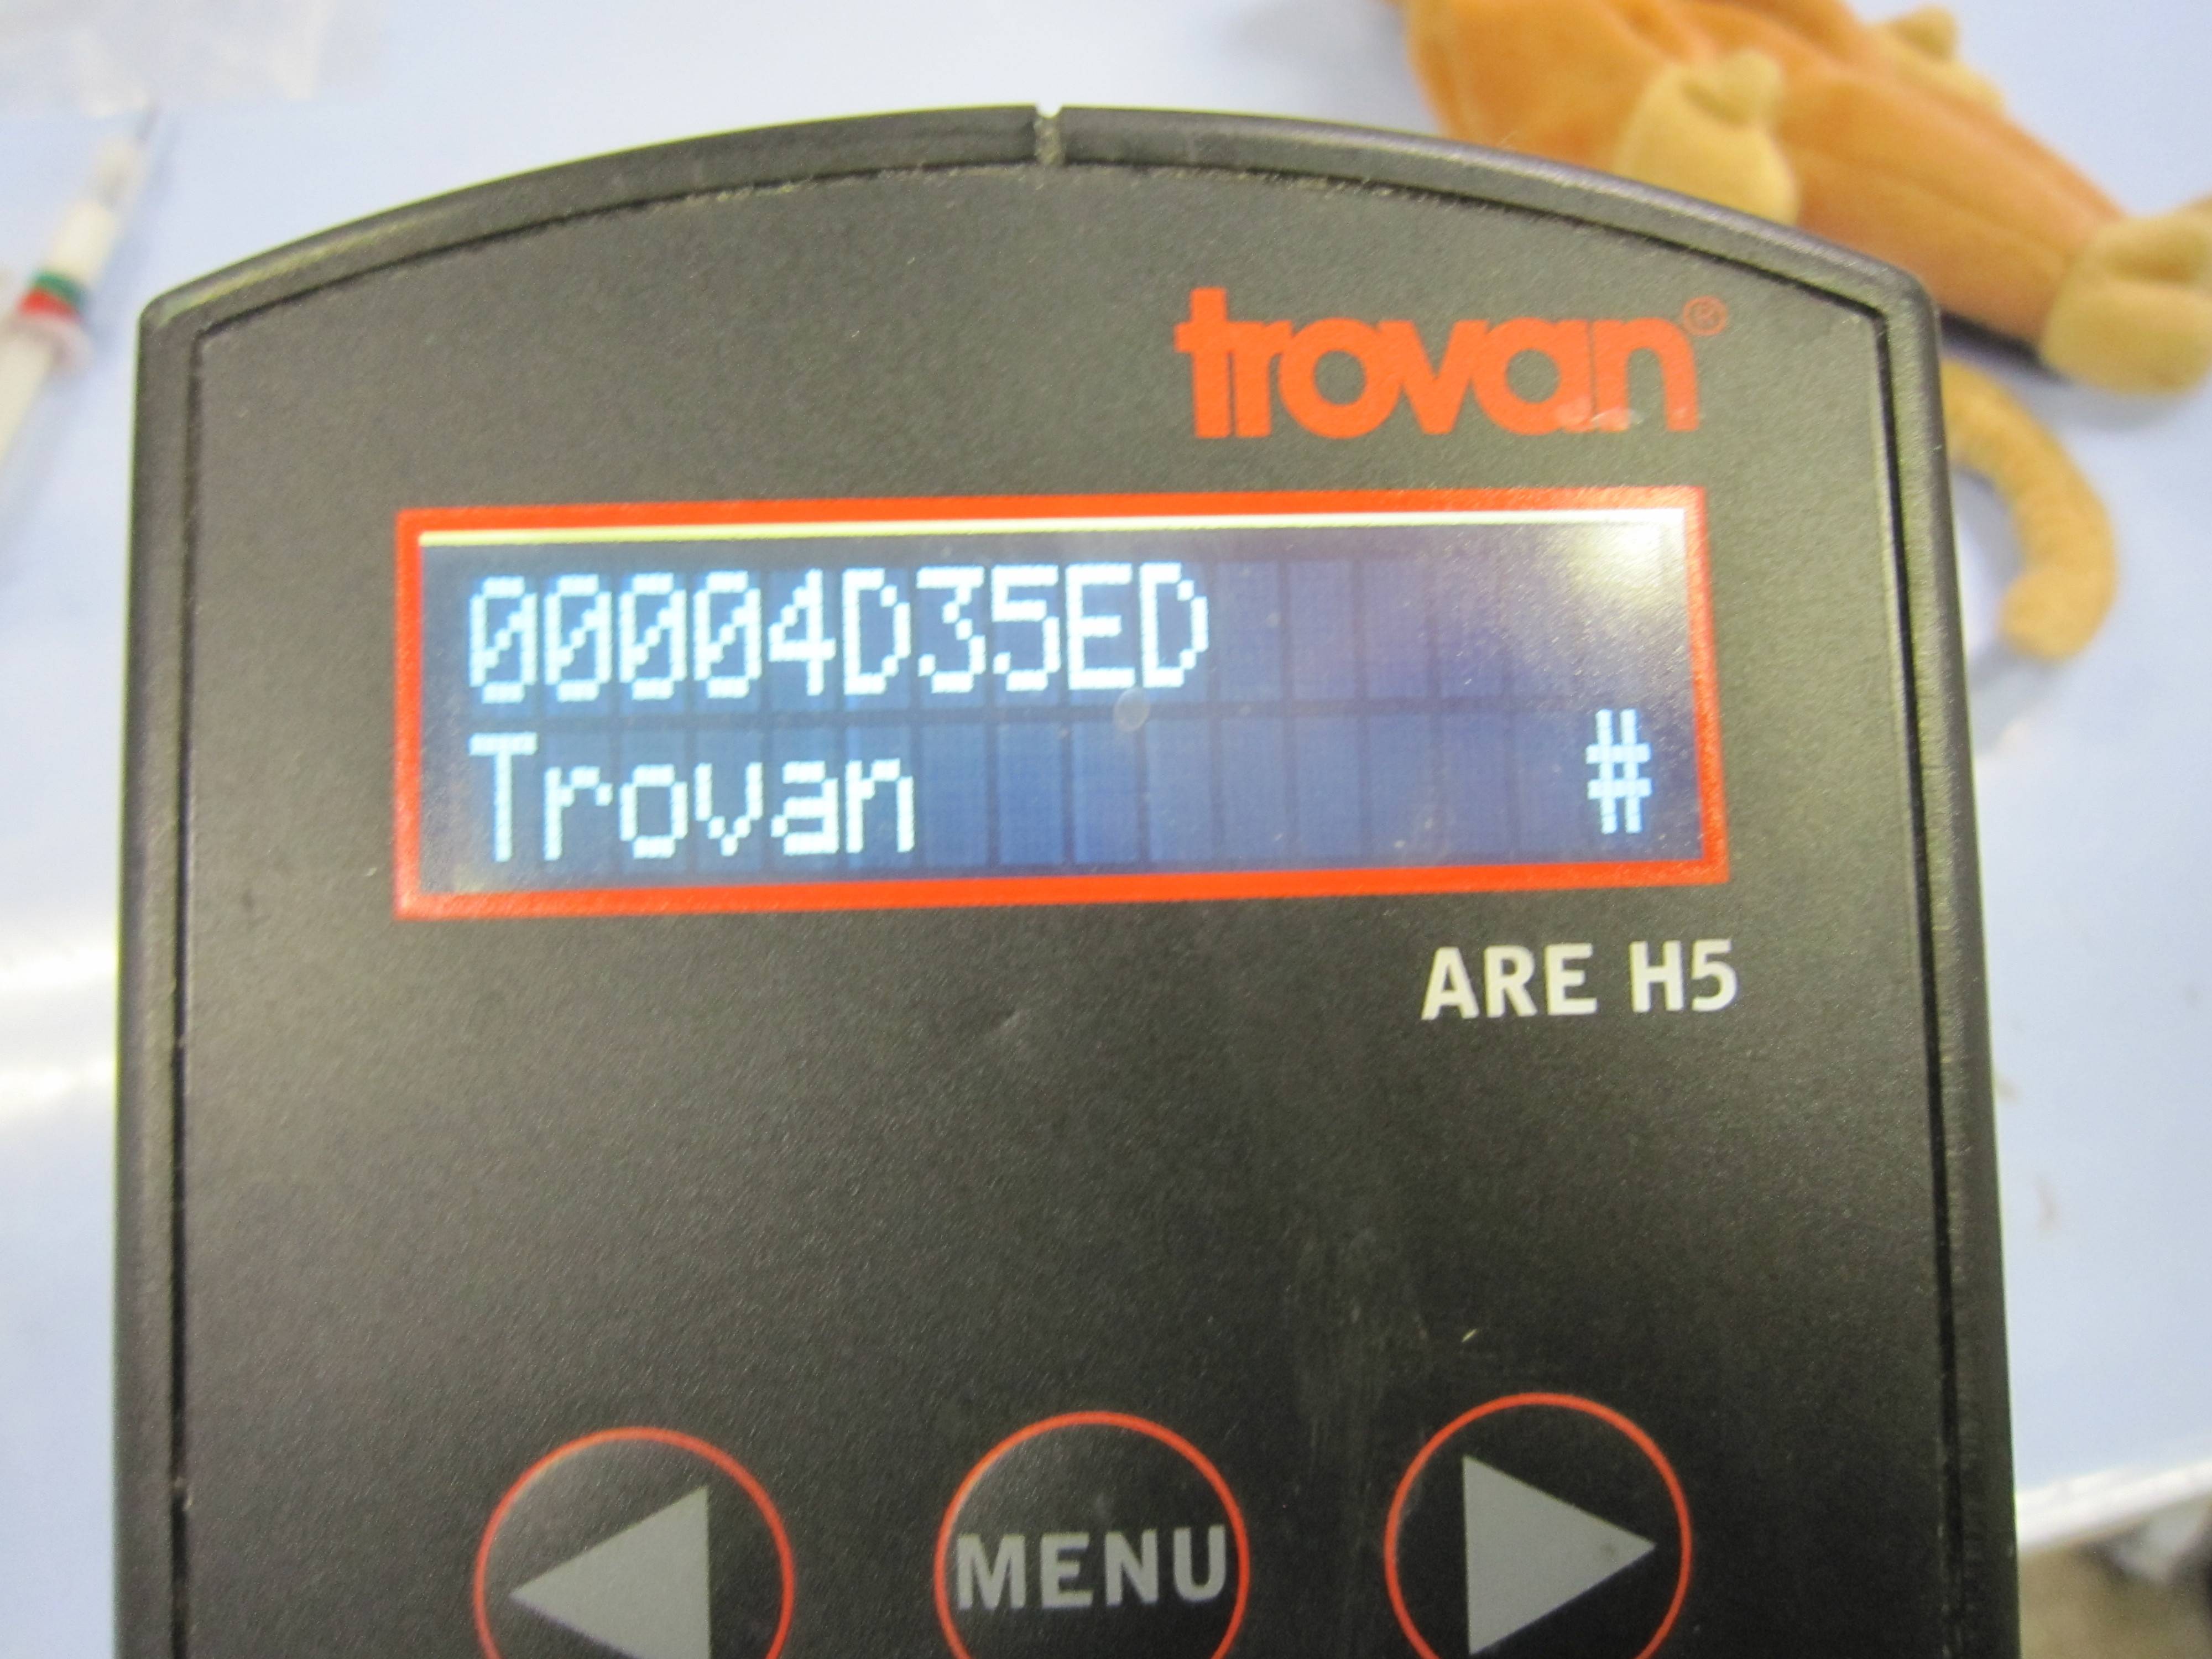 trovan®
00004D35ED
Trovan #
ARE H5
MENU